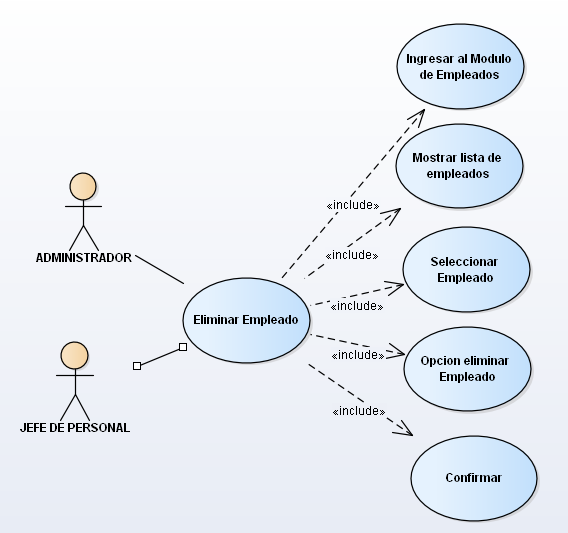 Ingresar al Modulo
de Empleados
Mostrar lista de
empleados
«include»
ADMINISTRADOR
«include»
Seleccionar
Empleado
«include»
Eliminar Empleado
«include»
Opcion eliminar
Empleado
JEFE DE PERSONAL
«include»
Confirmar